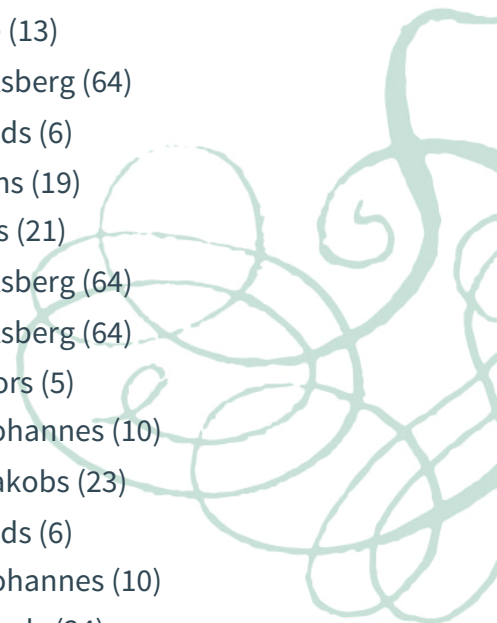 (13)
sberg (64)
ds (6)
ns (19)
s (21)
sberg (64)
sberg (64)
ors (5)
ohannes (10)
akobs (23)
ds (6)
ohannes (10)